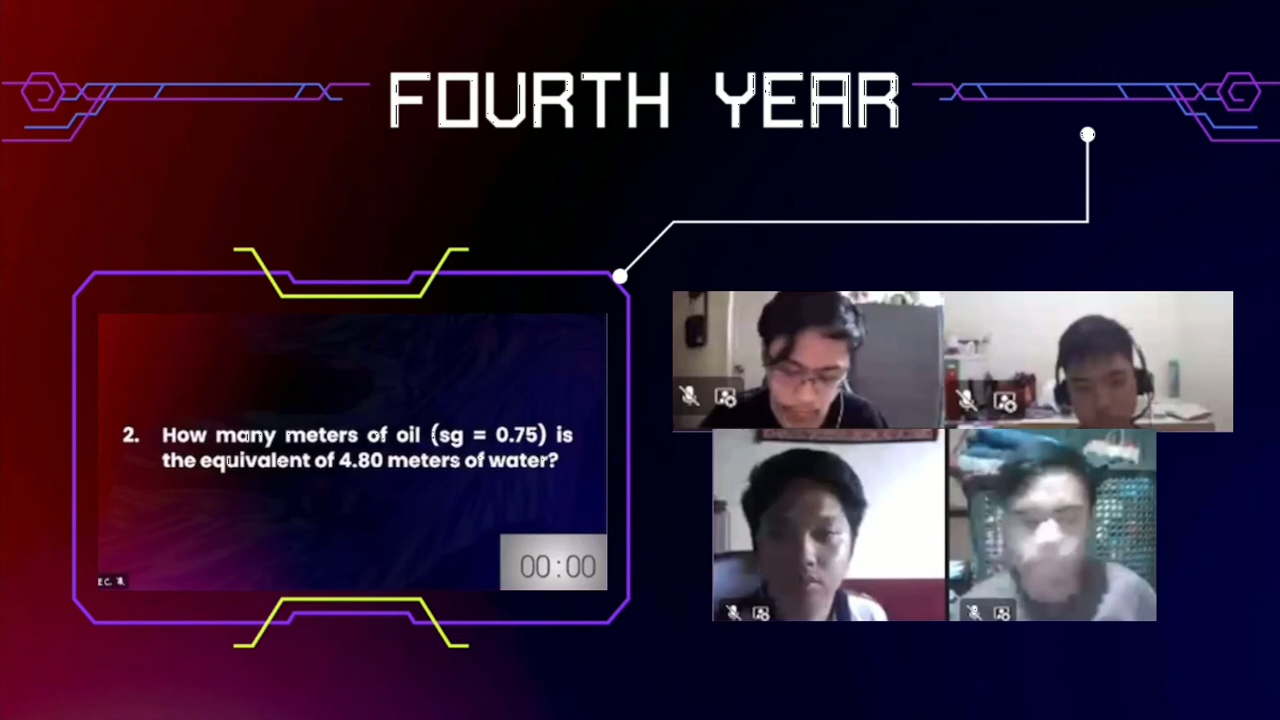 FOURTH YEAR
2. How many meters of oil (sg = 0.75) is
the equivalent of 4.80 meters of water?
00:00
EC.